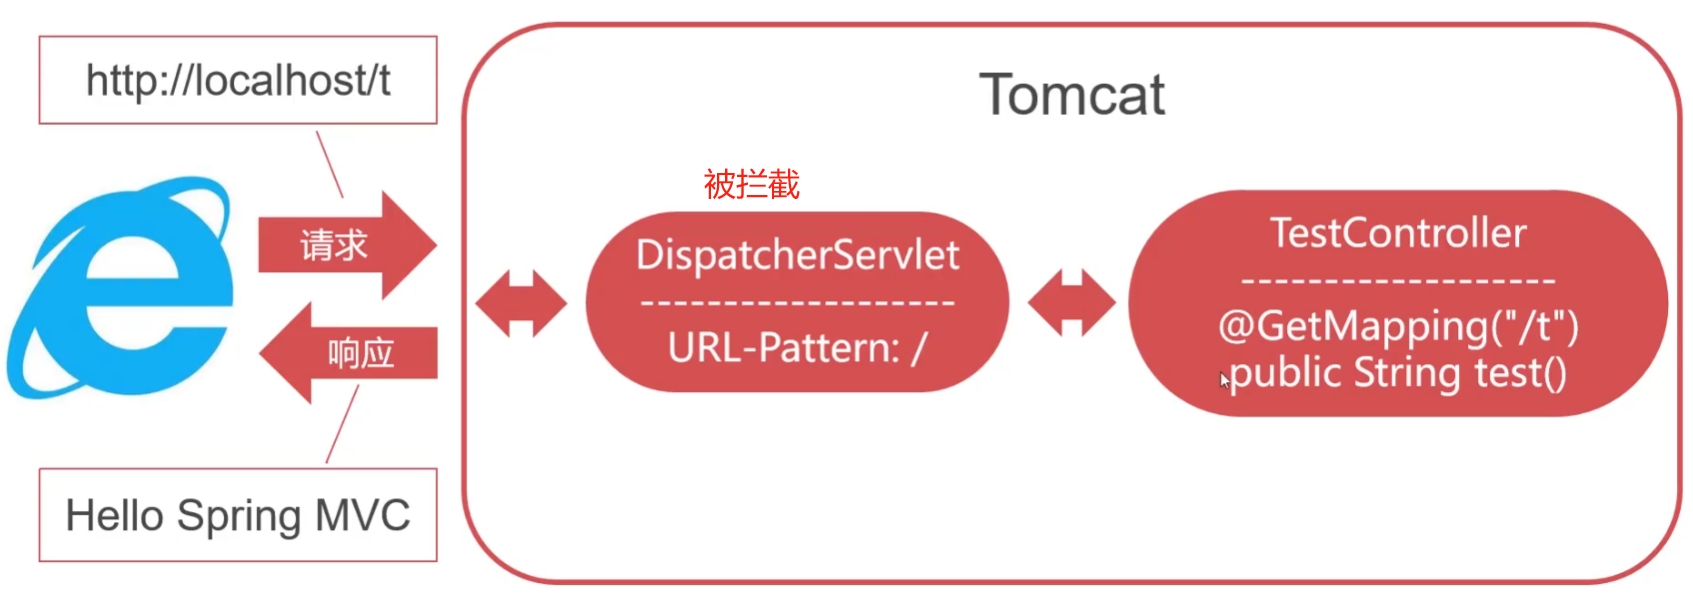 http://localhost/t
请求
响应
Hello Spring MVC
Tomcat
被拦截
DispatcherServlet
-------------------
URL-Pattern: /
TestController
-------------------
@GetMapping("/t")
public String test()